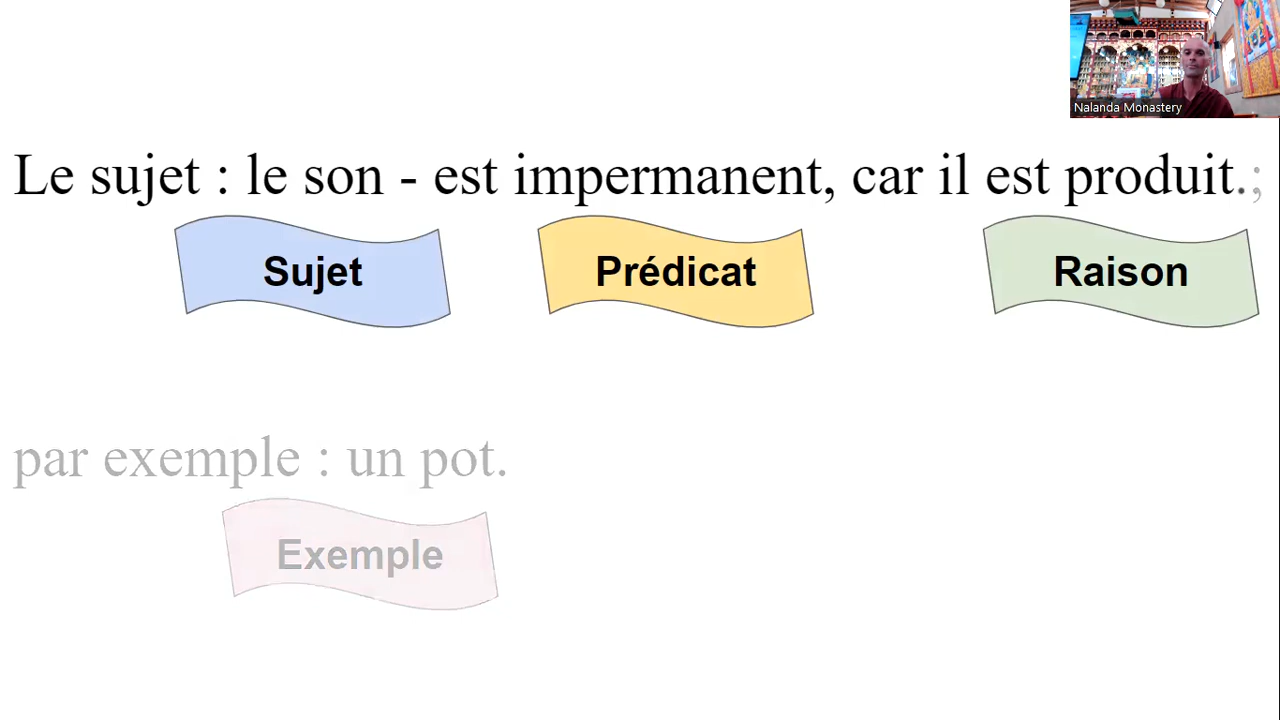 Nalanda Monastery
Le sujet : le son - est impermanent, car il est produit.;
Sujet
Prédicat
Raison
par exemple : un pot.
Exemple